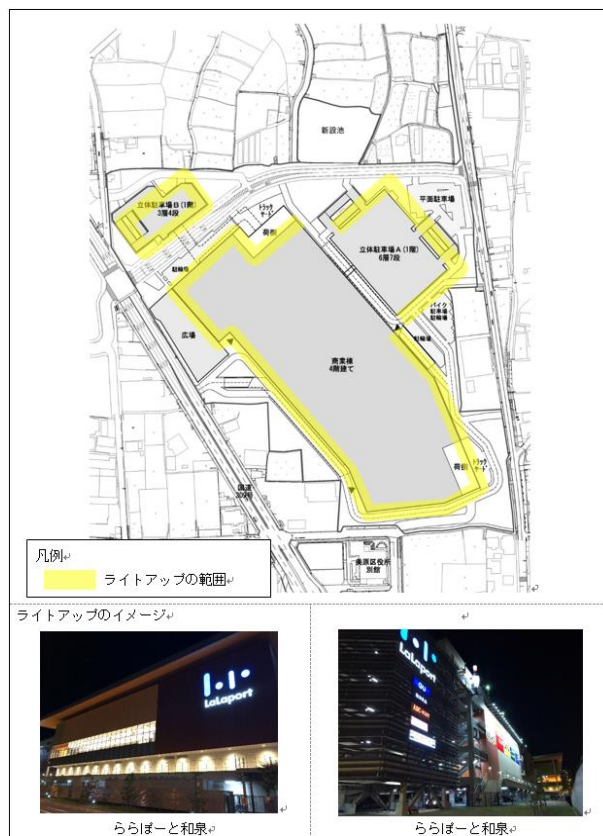 新設池
立体駐車場B(1階)
3層4段
トラック
ヤード
荷捌
平面駐車場
立体駐車場A(1階)
6層7段
駐輪場
バイク
駐車場
駐輪場
広場
駐輪場
商業棟
4階建て
荷捌
トラック
ヤード
国道
309号
美原区役所
別館
凡例
ライトアップの範囲
ライトアップのイメージ
LaLaport
LaLaport
ららぽーと和泉
ららぽーと和泉